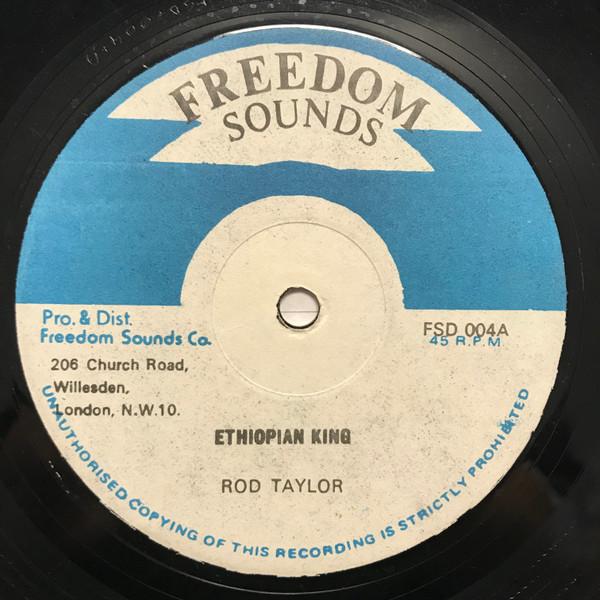 FREEDOM
SOUNDS
Pro. & Dist.
Freedom Sounds Co.
206 Church Road,
Willesden,
London, N.W.10.
FSD 004A
45 R.P.M
ETHIOPIAN KING
ROD TAYLOR
UNAUTHORISED COPYING OF THIS RECORDING IS STRICTLY PROHIBITED